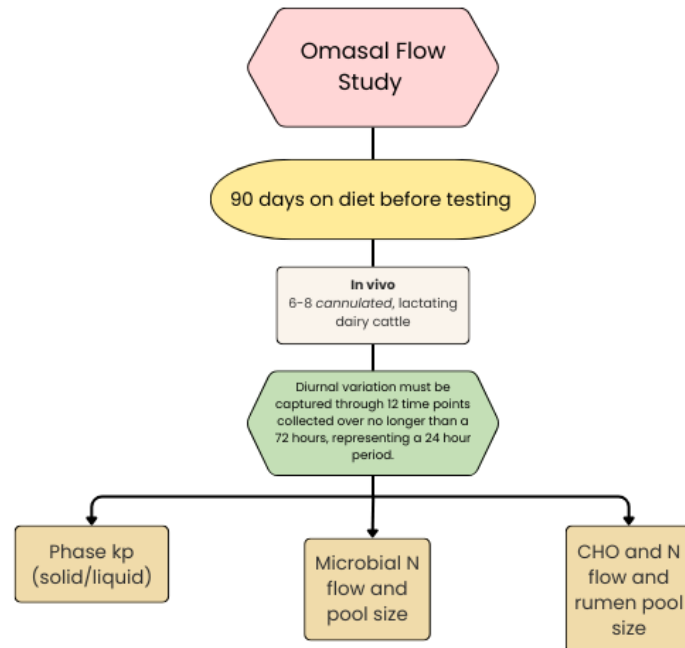 Omasal Flow
Study
90 days on diet before testing
In vivo
6-8 cannulated, lactating
dairy cattle
Diurnal variation must be
captured through 12 time points
collected over no longer than a
72 hours, representing a 24 hour
period.
Phase kp
(solid/liquid)
Microbial N
flow and
pool size
CHO and N
flow and
rumen pool
size